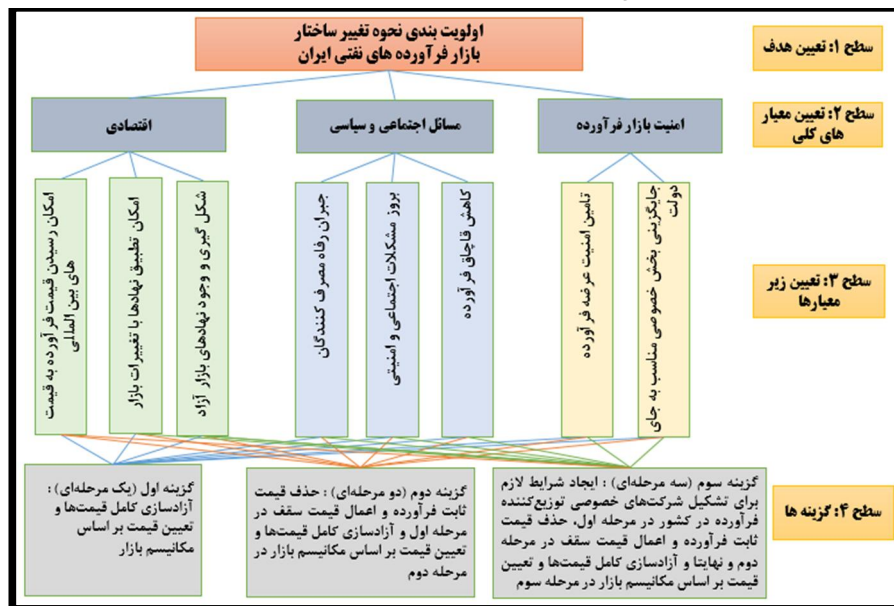 اولویت بندی نحوه تغییر ساختار
بازار فرآورده های نفتی ایران
سطح ۱: تعیین هدف
سطح ۲: تعیین معیار
های کلی
امنیت بازار فرآورده
مسائل اجتماعی و سیاسی
اقتصادی
سطح ۳: تعیین زیر
معیارها
جایگزینی بخش خصوصی مناسب به جای
دولت
تامین امنیت عرضه فرآورده
کاهش قاچاق فرآورده
بروز مشکلات اجتماعی و امنیتی
جبران رفاه مصرف کنندگان
شکل گیری و وجود نهادهای بازار آزاد
امکان تطبیق نهادها با تغییرات بازار
امکان رسیدن قیمت فرآورده به قیمت
های بین المللی
سطح ۴: گزینه ها
گزینه سوم (سه مرحله‌ای) : ایجاد شرایط لازم
برای تشکیل شرکت‌های خصوصی توزیع‌کننده
فرآورده در کشور در مرحله اول، حذف قیمت
ثابت فرآورده و اعمال قیمت سقف در مرحله
دوم و نهایتا و آزادسازی کامل قیمت‌ها و تعیین
قیمت بر اساس مکانیسم بازار در مرحله سوم
گزینه دوم (دو مرحله‌ای) : حذف قیمت
ثابت فرآورده و اعمال قیمت سقف در
مرحله اول و آزادسازی کامل قیمت‌ها و
تعیین قیمت بر اساس مکانیسم بازار در
مرحله دوم
گزینه اول (یک مرحله‌ای) :
آزادسازی کامل قیمت‌ها و
تعیین قیمت بر اساس
مکانیسم بازار